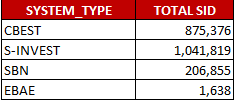 SYSTEM_TYPE TOTAL SID
CBEST 875,376
S-INVEST 1,041,819
SBN 206,855
EBAE 1,638